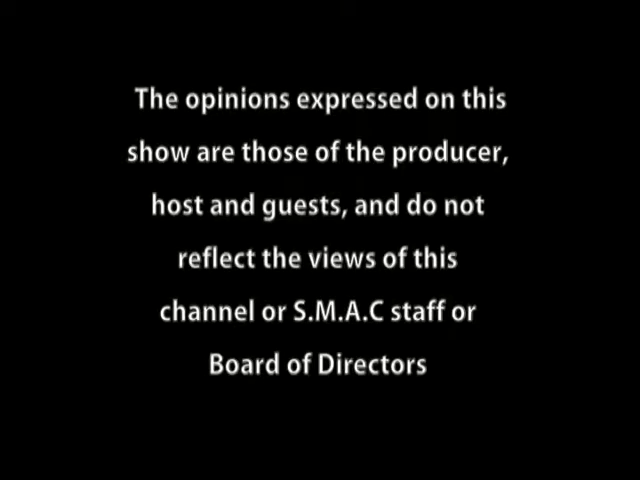 The opinions expressed on this
show are those of the producer,
host and guests, and do not
reflect the views of this
channel or S.M.A.C staff or
Board of Directors